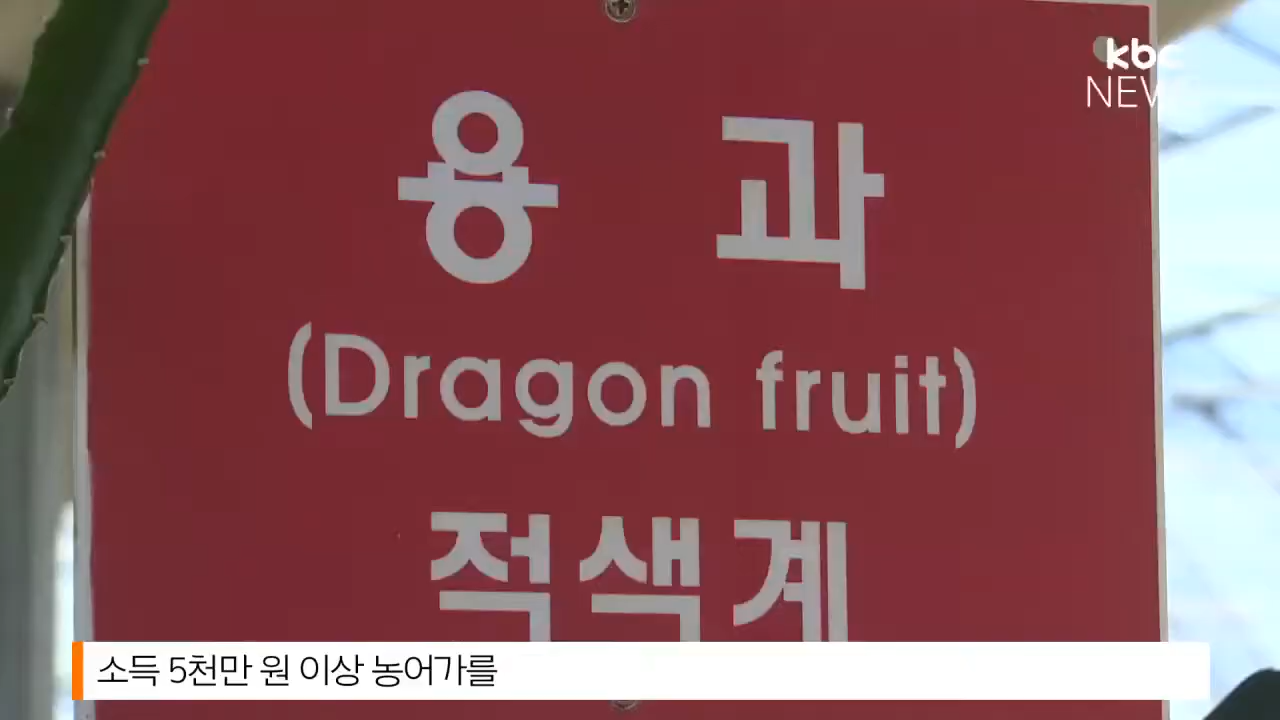 kbc
NEWS
용 과
(Dragon fruit)
적색계
소득 5천만 원 이상 농어가를